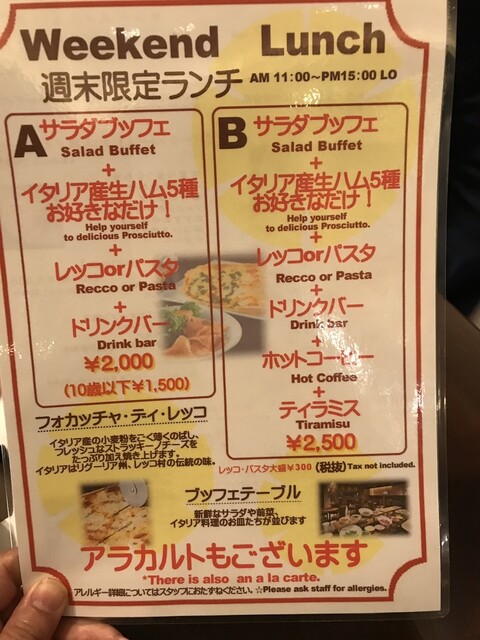 Weekend Lunch
週末限定ランチ AM 11:00～PM15:00 LO
A サラダブッフェ
Salad Buffet
+
イタリア産生ハム5種
お好きなだけ！
Help yourself
to delicious Prosciutto.
+
レッコorパスタ
Recco or Pasta
+
ドリンクバー
Drink bar
¥2,000
(10歳以下¥1,500)
B サラダブッフェ
Salad Buffet
+
イタリア産生ハム5種
お好きなだけ！
Help yourself
to delicious Prosciutto.
+
レッコorパスタ
Recco or Pasta
+
ドリンクバー
Drink bar
+
ホットコーヒー
Hot Coffee
+
ティラミス
Tiramisu
¥2,500
レッコ・パスタ大盛¥300 (税抜) Tax not included.
フォカッチャ・ディ・レッコ
イタリア産の小麦粉をごく薄くのばし、
フレッシュなストラッキーノチーズを
たっぷり加え焼き上げます。
イタリアはリグーリア州、レッコ村の伝統の味。
ブッフェテーブル
新鮮なサラダや前菜、
イタリア料理のお皿たちが並びます
アラカルトもございます
*There is also an a la carte.
アレルギー詳細についてはスタッフにおたずねください。☆Please ask staff for allergies.